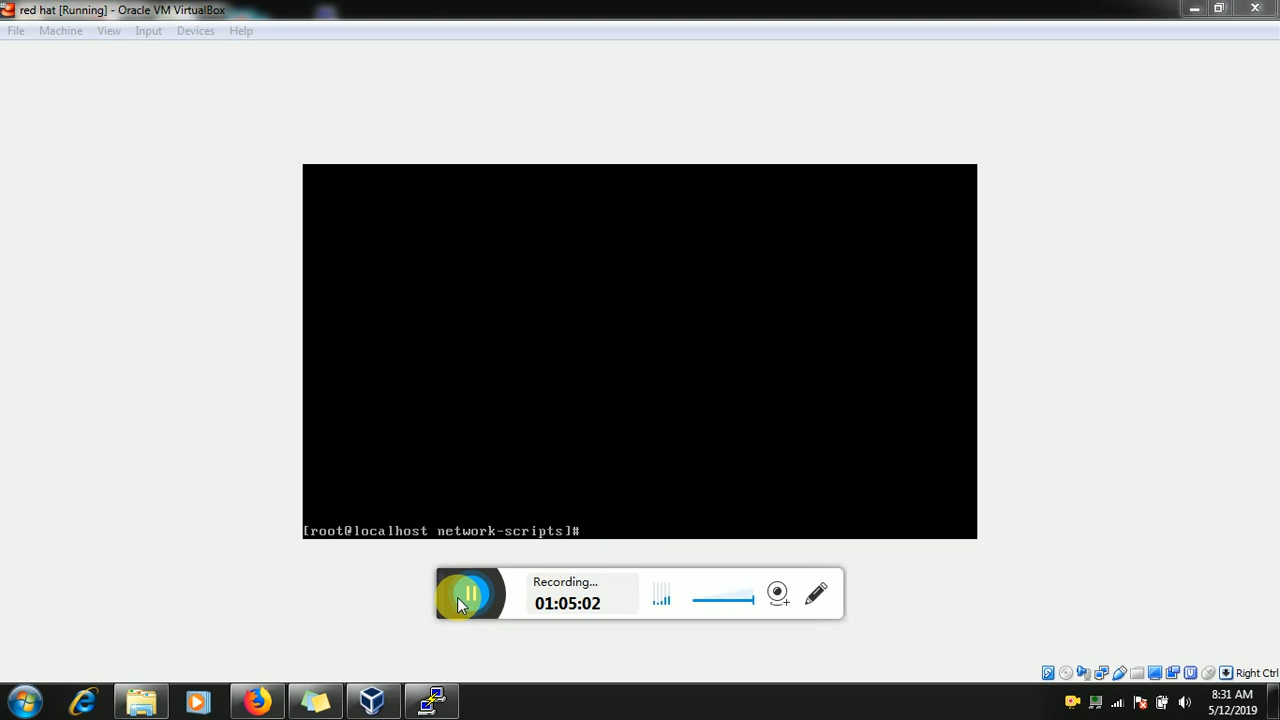 red hat [Running] - Oracle VM VirtualBox
File Machine View Input Devices Help
[root@localhost network-scripts]#
Recording...
01:05:02
Right Ctrl
8:31 AM
5/12/2019